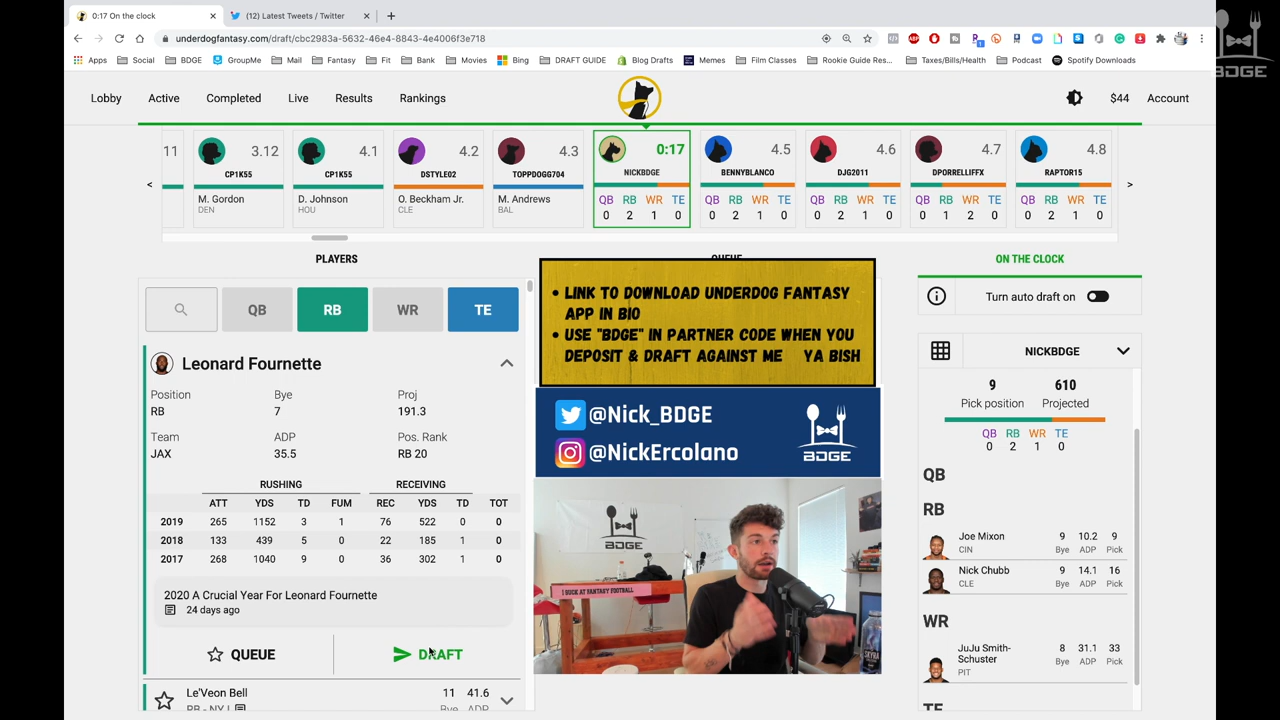 0:17 On the clock
(12) Latest Tweets / Twitter
underdogfantasy.com/draft/cbc2983a-5632-46e4-8843-4e4006f3e718
Apps Social BDGE GroupMe Mail Fantasy Fit Bank Movies Bing DRAFT GUIDE Blog Drafts Memes Film Classes Rookie Guide Res... Taxes/Bills/Health Podcast Spotify Downloads
BDGE
Lobby Active Completed Live Results Rankings $44 Account
11 3.12 4.1 4.2 4.3 0:17 4.5 4.6 4.7 4.8
CP1K55 CP1K55 DSTYLE02 TOPPDOGG704 NICKBDGE BENNYBLANCO DJG2011 DPORRELLIFFX RAPTOR15
M. Gordon D. Johnson O. Beckham Jr. M. Andrews QB RB WR TE QB RB WR TE QB RB WR TE QB RB WR TE QB RB WR TE
DEN HOU CLE BAL 0 2 1 0 0 2 1 0 0 2 1 0 0 1 2 0 0 2 1 0
PLAYERS
QUEUE
ON THE CLOCK
QB RB WR TE
Turn auto draft on
Leonard Fournette
Position Bye Proj
RB 7 191.3
Team ADP Pos. Rank
JAX 35.5 RB 20
RUSHING RECEIVING
ATT YDS TD FUM REC YDS TD TOT
2019 265 1152 3 1 76 522 0 0
2018 133 439 5 0 22 185 1 0
2017 268 1040 9 0 36 302 1 0
2020 A Crucial Year For Leonard Fournette
24 days ago
QUEUE DRAFT
Le'Veon Bell 11 41.6
RB - NYJ Bye ADP
• LINK TO DOWNLOAD UNDERDOG FANTASY
APP IN BIO
• USE "BDGE" IN PARTNER CODE WHEN YOU
DEPOSIT & DRAFT AGAINST ME YA BISH
@Nick_BDGE
@NickErcolano
BDGE
BDGE
I SUCK AT FANTASY FOOTBALL
NICKBDGE
9 610
Pick position Projected
QB RB WR TE
0 2 1 0
QB
RB
Joe Mixon 9 10.2 9
CIN Bye ADP Pick
Nick Chubb 9 14.1 16
CLE Bye ADP Pick
WR
JuJu Smith-
Schuster 8 31.1 33
PIT Bye ADP Pick
TE